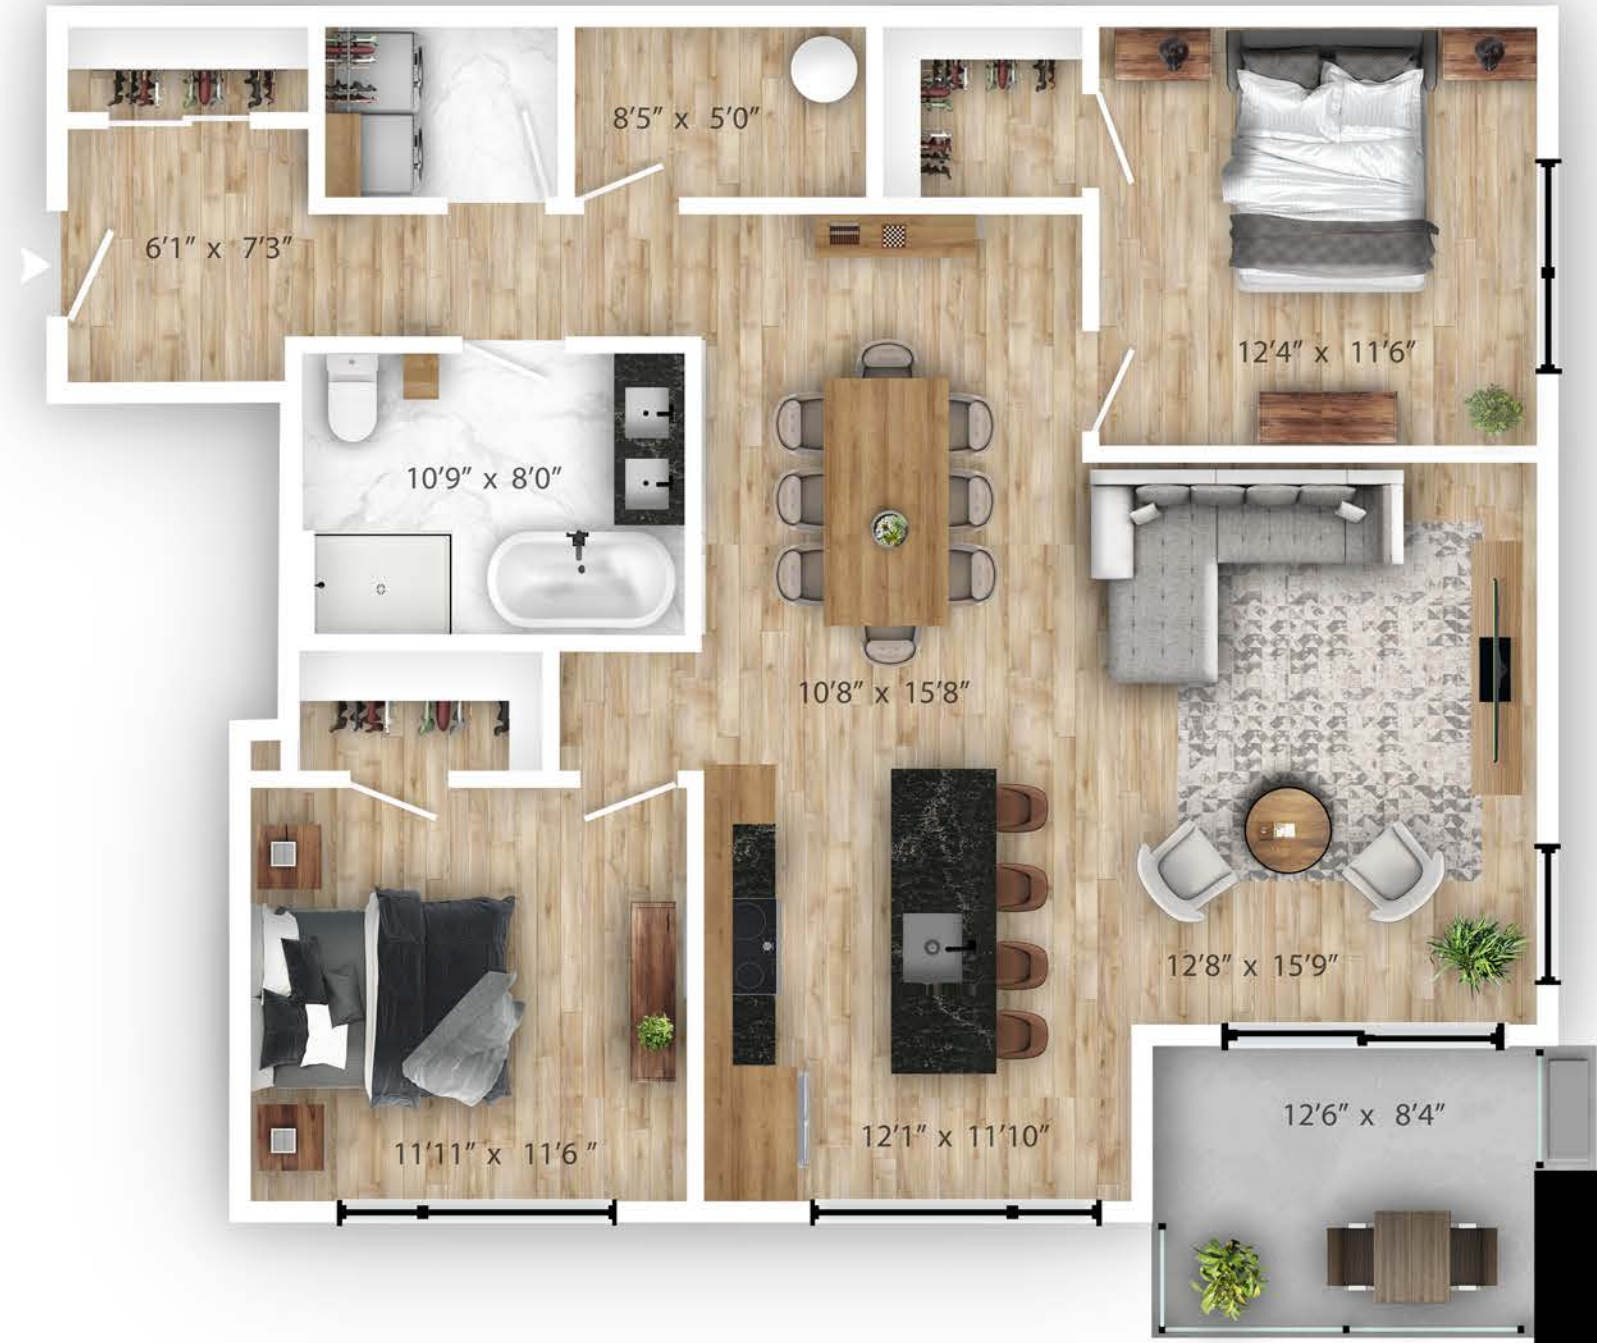 8'5" x 5'0"
6'1" x 7'3"
12'4" x 11'6"
10'9" x 8'0"
10'8" x 15'8"
12'8" x 15'9"
12'6" x 8'4"
12'1" x 11'10"
11'11" x 11'6 "